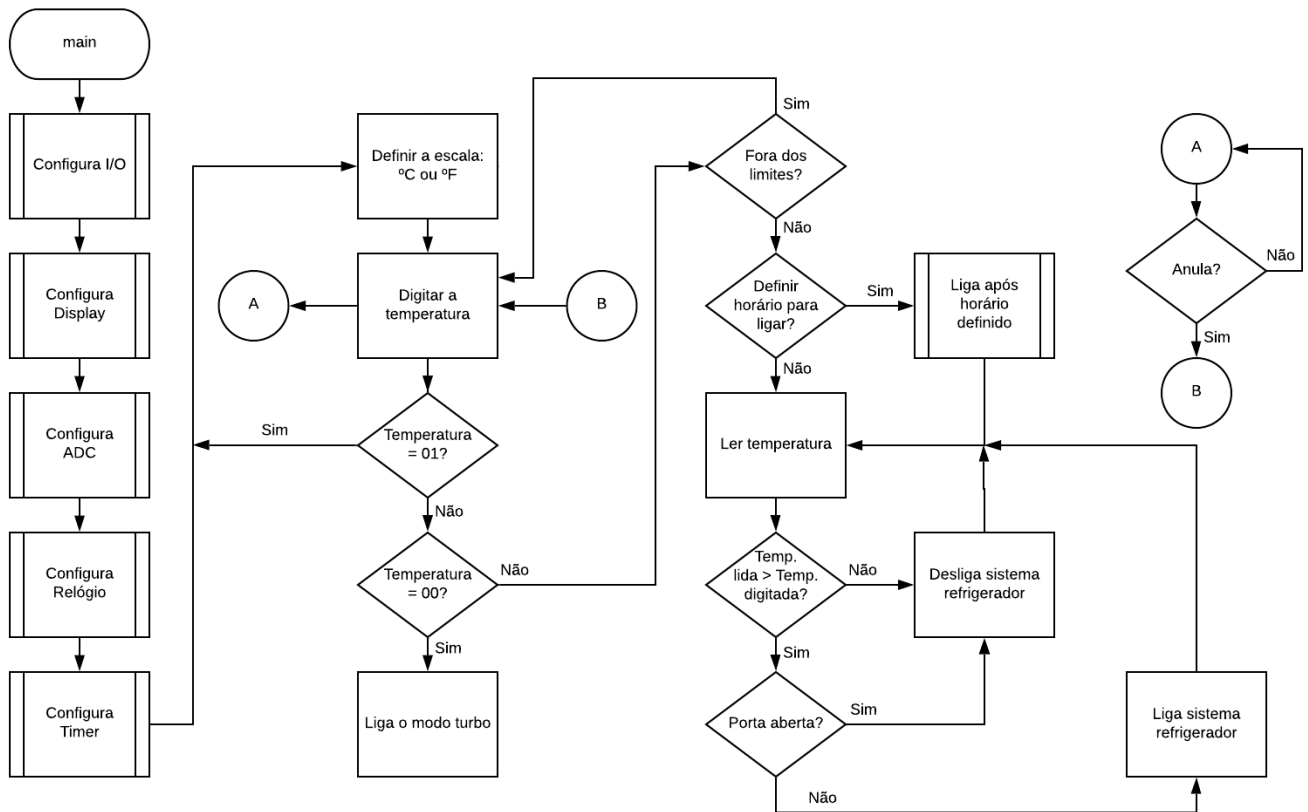 main
Configura I/O
Configura
Display
Configura
ADC
Configura
Relógio
Configura
Timer
Definir a escala:
ºC ou ºF
A
Digitar a
temperatura
B
Sim
Temperatura
= 01?
Não
Temperatura
= 00?
Não
Sim
Liga o modo turbo
Sim
Fora dos
limites?
Não
Definir
horário para
ligar?
Sim
Liga após
horário
definido
Não
Ler temperatura
Temp.
lida > Temp.
digitada?
Não
Desliga sistema
refrigerador
Sim
Porta aberta?
Sim
Não
Liga sistema
refrigerador
A
Anula?
Não
Sim
B